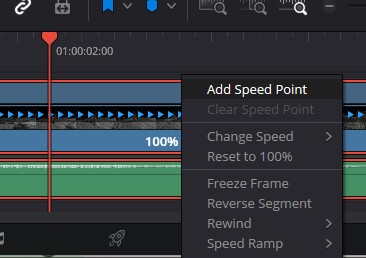 01:00:02:00
Add Speed Point
Clear Speed Point
100%
Change Speed
Reset to 100%
Freeze Frame
Reverse Segment
Rewind
Speed Ramp